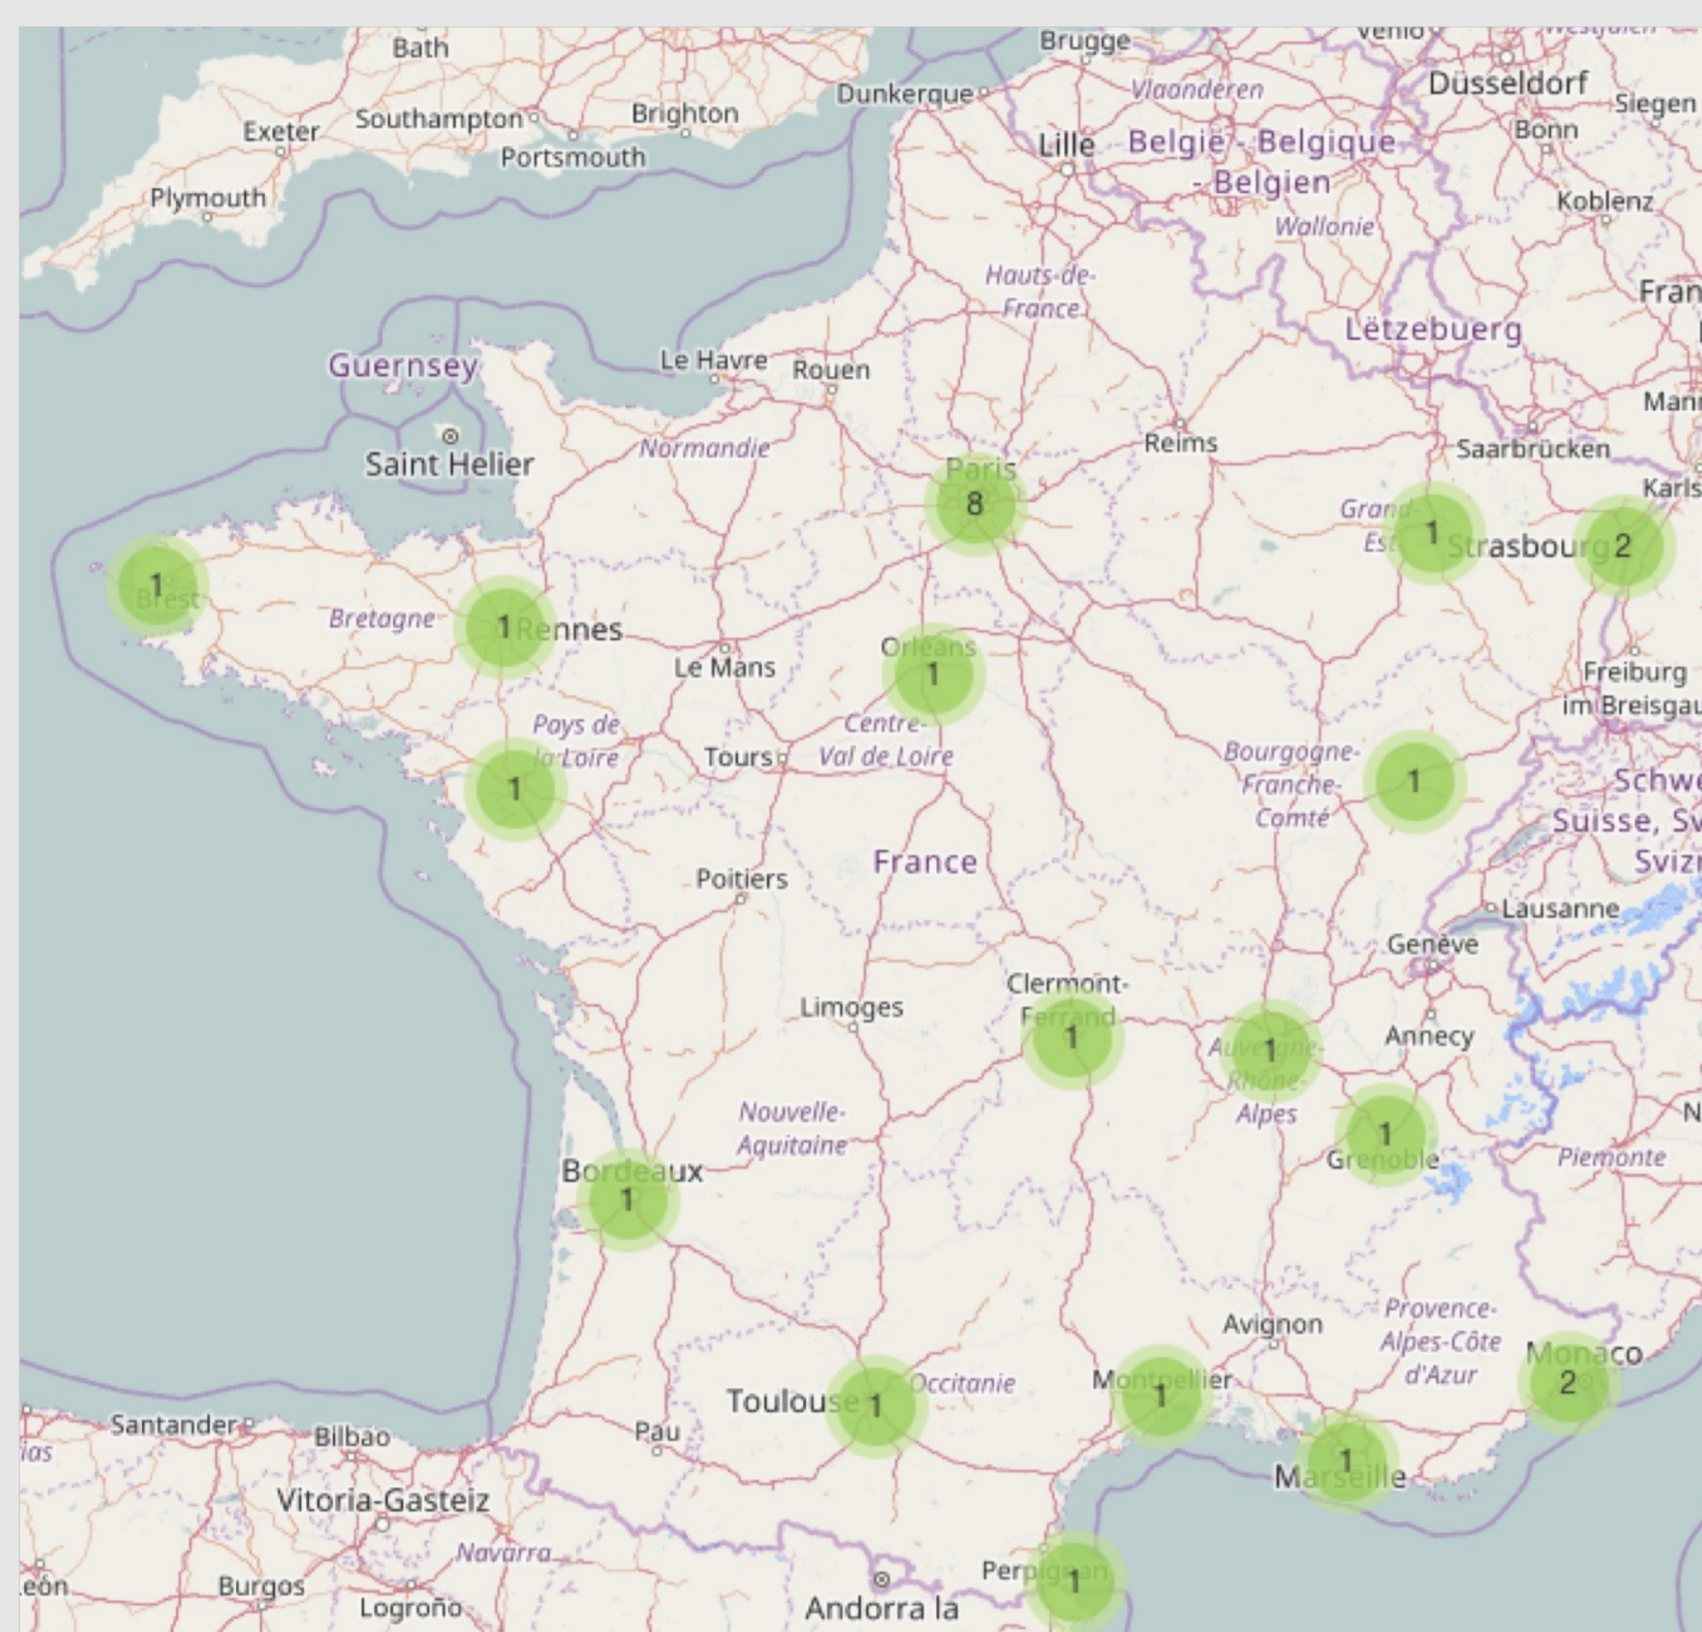 Bath
Brugge
Venlo
Westfalen
Dunkerque
Vlaanderen
Düsseldorf
Siegen
Exeter
Southampton
Brighton
Portsmouth
Lille
België - Belgique
- Belgien
Bonn
Plymouth
Wallonie
Koblenz
Hauts-de-
France
Fran
Lëtzebuerg
Guernsey
Le Havre
Rouen
Mann
Saint Helier
Normandie
Reims
Saarbrücken
Paris
8
Karls
Grand
Est
1
Strasbourg
2
1
Brest
Bretagne
1
Rennes
Le Mans
Orléans
1
Freiburg
im Breisgau
Pays de
la Loire
1
Tours
Centre-
Val de Loire
Bourgogne-
Franche-
Comté
1
Schwe
Suisse, Sv
Svizr
Poitiers
France
Lausanne
Genève
Clermont-
Ferrand
1
Limoges
Annecy
Auvergne-
Rhône-
Alpes
1
Nouvelle-
Aquitaine
1
Grenoble
Piemonte
N
Bordeaux
1
Avignon
Provence-
Alpes-Côte
d'Azur
Monaco
2
Toulouse
1
Occitanie
Montpellier
1
Marseille
1
Santander
Bilbao
Pau
ias
Vitoria-Gasteiz
Navarra
Perpignan
1
eón
Burgos
Logroño
Andorra la